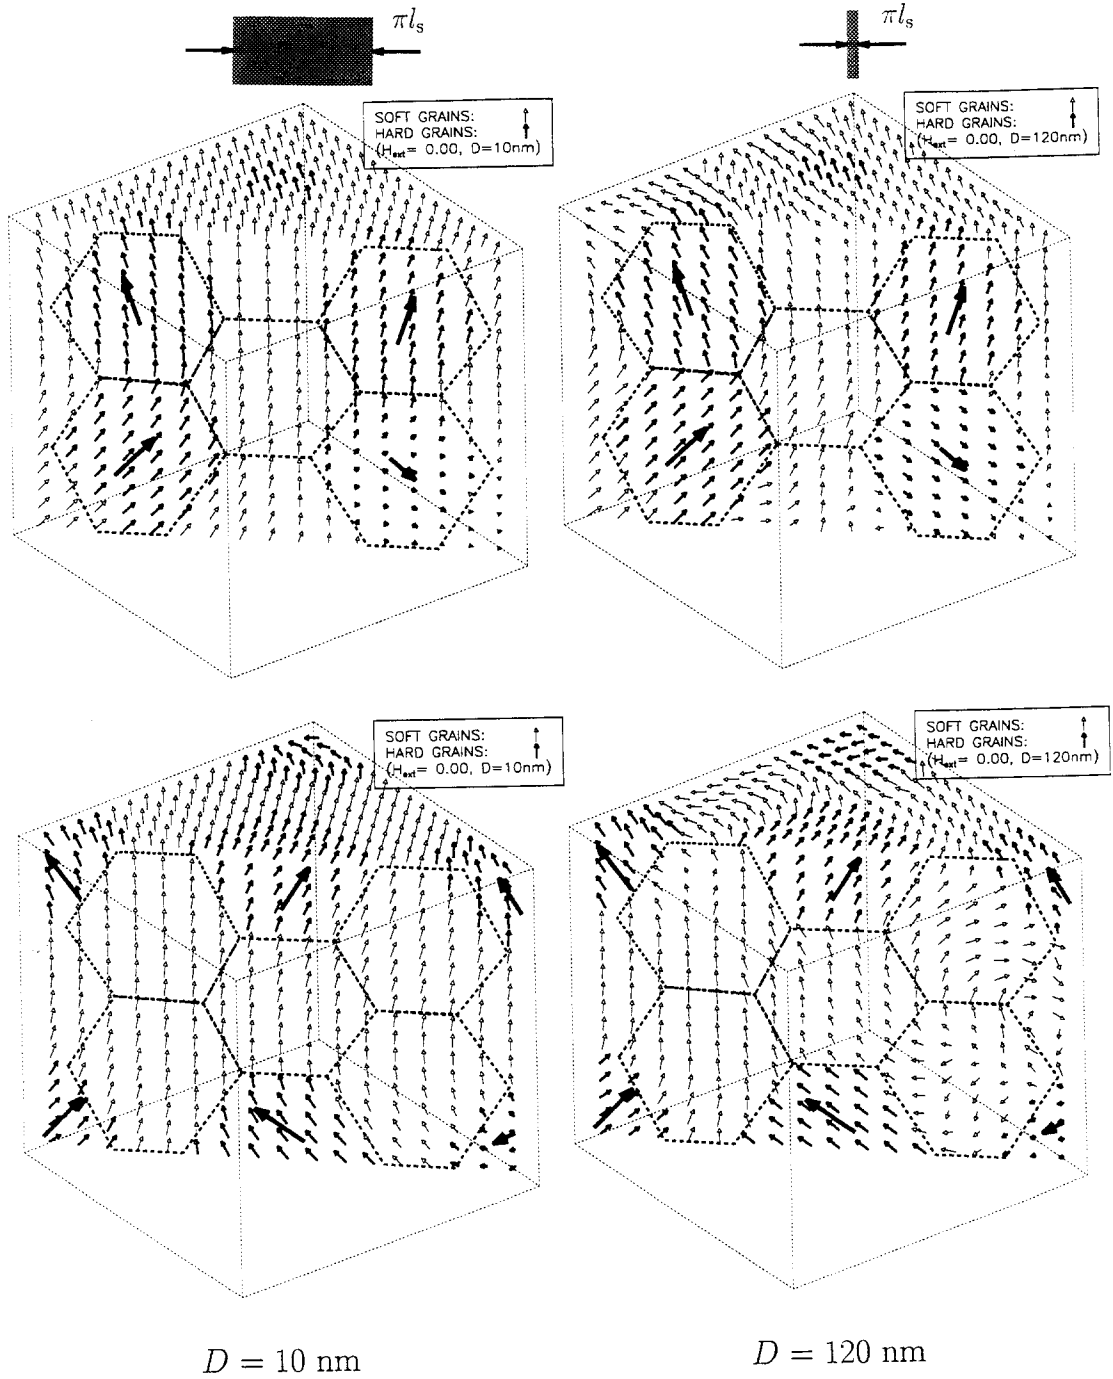 πl_s
πl_s
SOFT GRAINS:
HARD GRAINS:
(H_ext= 0.00, D=10nm)
SOFT GRAINS:
HARD GRAINS:
(H_ext= 0.00, D=120nm)
SOFT GRAINS:
HARD GRAINS:
(H_ext= 0.00, D=10nm)
SOFT GRAINS:
HARD GRAINS:
(H_ext= 0.00, D=120nm)
D = 10 nm
D = 120 nm